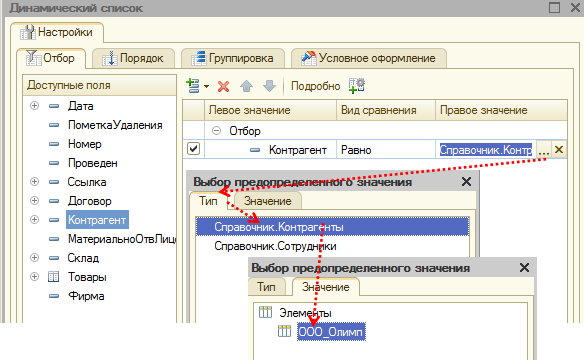 Динамический список
Настройки
Отбор Порядок Группировка Условное оформление
Доступные поля
Дата
ПометкаУдаления
Номер
Проведен
Ссылка
Договор
Контрагент
МатериальноОтвЛице
Склад
Товары
Фирма
Подробно
Левое значение Вид сравнения Правое значение
Отбор
Контрагент Равно Справочник.Контр ...
Выбор предопределенного значения
Тип Значение
Справочник.Контрагенты
Справочник.Сотрудники
Выбор предопределенного значения
Тип Значение
Элементы
ООО_Олимп